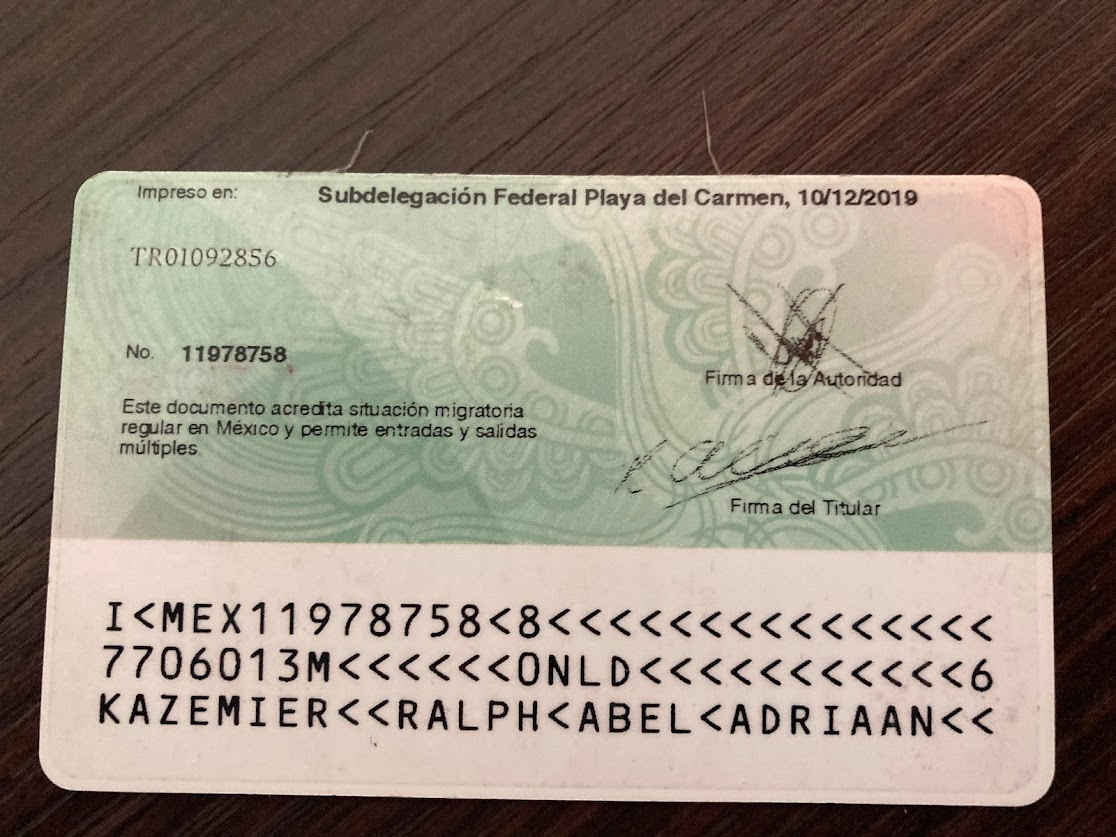 Impreso en: Subdelegación Federal Playa del Carmen, 10/12/2019
TR01092856
No. 11978758
Firma de la Autoridad
Este documento acredita situación migratoria
regular en México y permite entradas y salidas
múltiples.
Firma del Titular
I<MEX11978758<8<<<<<<<<<<<<<<<
7706013M<<<<<<0NLD<<<<<<<<<<<6
KAZEMIER<<RALPH<ABEL<ADRIAAN<<